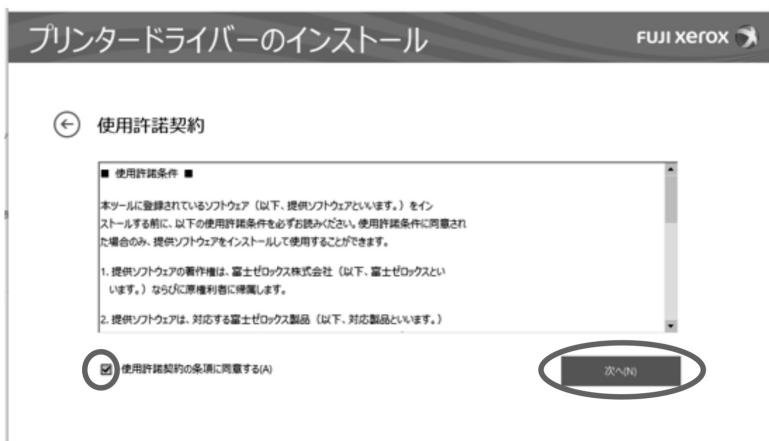 プリンタードライバーのインストール
FUJI xerox
使用許諾契約
■ 使用許諾条件 ■
本ツールに登録されているソフトウェア（以下、提供ソフトウェアといいます。）をイン
ストールする前に、以下の使用許諾条件を必ずお読みください。使用許諾条件に同意され
た場合のみ、提供ソフトウェアをインストールして使用することができます。
1. 提供ソフトウェアの著作権は、富士ゼロックス株式会社（以下、富士ゼロックスとい
います。）ならびに原権利者に帰属します。
2. 提供ソフトウェアは、対応する富士ゼロックス製品（以下、対応製品といいます。）
使用許諾契約の条項に同意する(A)
次へ(N)